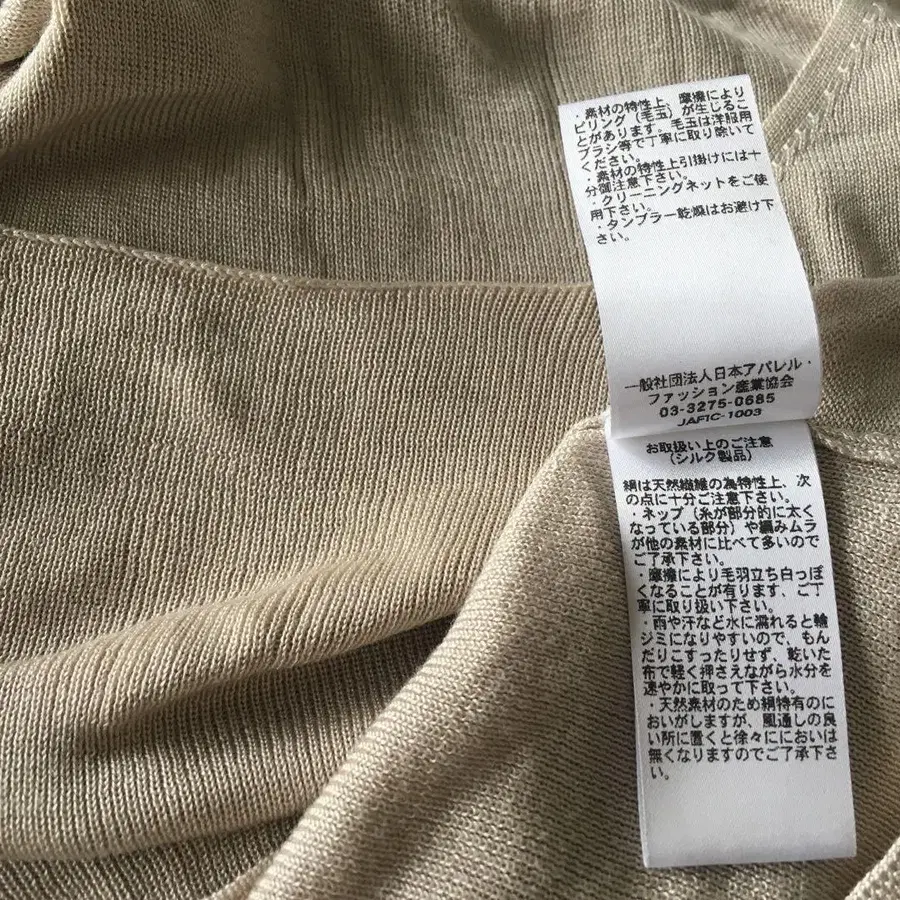 ・素材の特性上、摩擦により
ピリング（毛玉）が生じるこ
とがあります。毛玉は洋服用
ブラシ等で丁寧に取り除いて
ください。
・素材の特性上引掛けには十
分御注意下さい。
・クリーニングネットをご使
用下さい。
・タンブラー乾燥はお避け下
さい。
一般社団法人日本アパレル・
ファッション産業協会
03-3275-0685
JAFIC-1003
お取扱い上のご注意
（シルク製品）
絹は天然繊維の為特性上、次
の点に十分ご注意下さい。
・ネップ（糸が部分的に太く
なっている部分）や編みムラ
が他の素材に比べて多いので
ご了承下さい。
・摩擦により毛羽立ち白っぽ
くなることが有ります、ご丁
寧に取り扱い下さい。
・雨や汗など水に濡れると輪
ジミになりやすいので、もん
だりこすったりせず、乾いた
布で軽く押さえながら水分を
速やかに取って下さい。
・天然素材のため絹特有のに
おいがしますが、風通しの良
い所に置くと徐々ににおいは
無くなりますのでご了承下さ
い。